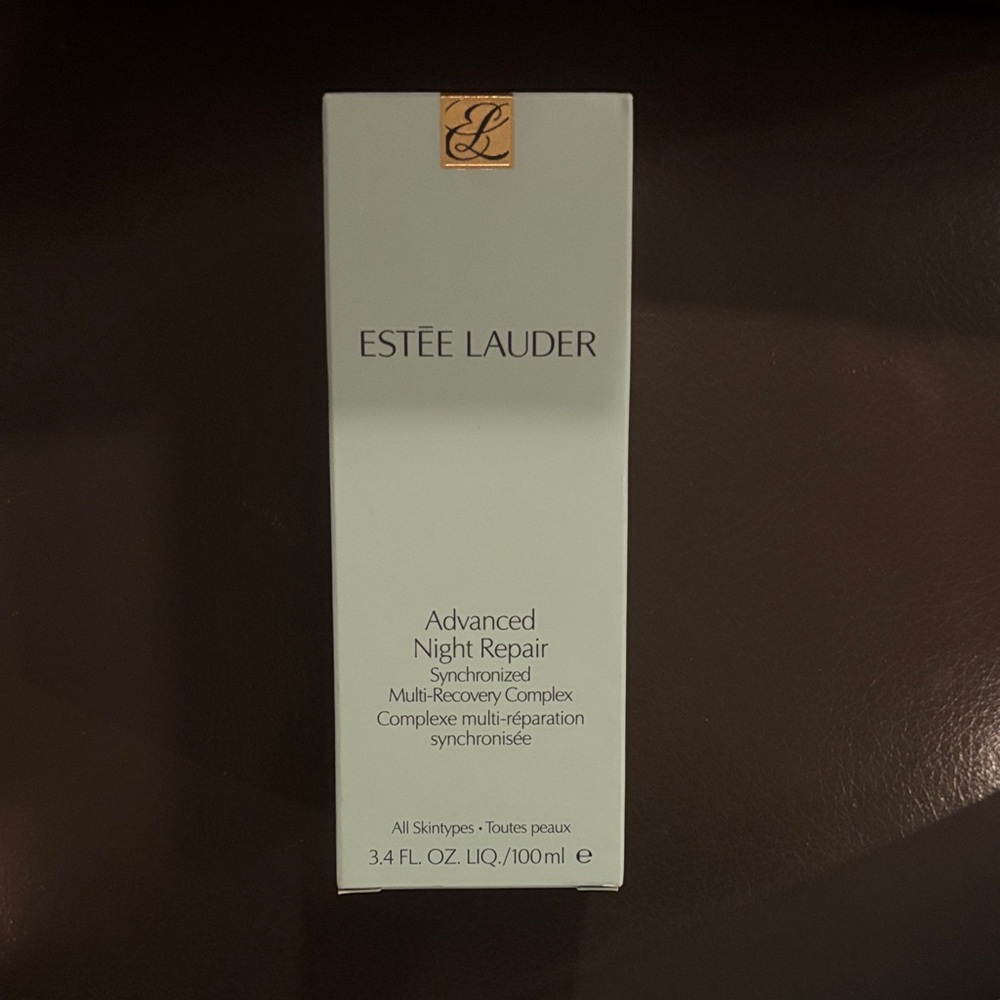 EL
ESTĒE LAUDER
Advanced
Night Repair
Synchronized
Multi-Recovery Complex
Complexe multi-réparation
synchronisée
All Skintypes • Toutes peaux
3.4 FL. OZ. LIQ./100 ml ℮